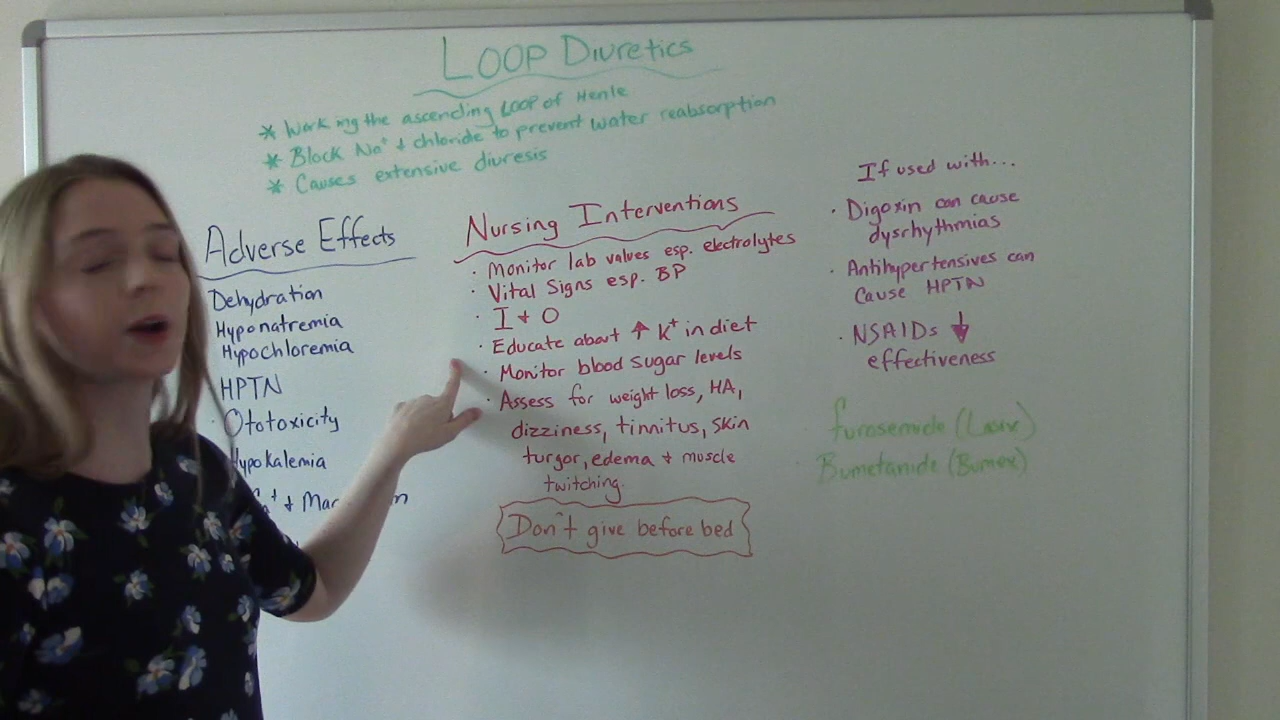 LOOP Diuretics
* Work ing the ascending LOOP of Henle
* Block Na+ + chloride to prevent water reabsorption
* Causes extensive diuresis
Adverse Effects
Dehydration
Hyponatremia
Hypochloremia
HPTN
Ototoxicity
Hypokalemia
Nursing Interventions
· Monitor lab values esp. electrolytes
· Vital Signs esp. BP
· I + O
· Educate about ↑ K+ in diet
· Monitor blood sugar levels
· Assess for weight loss, HA,
dizziness, tinnitus, skin
turgor, edema + muscle
twitching.
Don't give before bed
If used with...
· Digoxin can cause
dysrhythmias
· Antihypertensives can
cause HPTN
· NSAIDs ↓
effectiveness
furosemide (Lasix)
Bumetanide (Bumex)